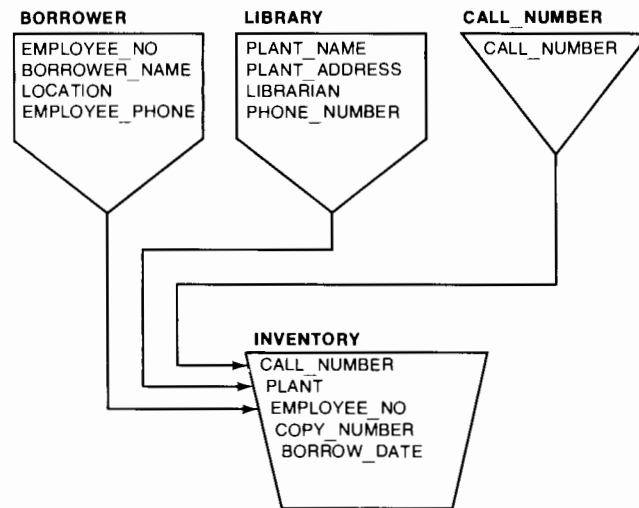 BORROWER
EMPLOYEE_NO
BORROWER_NAME
LOCATION
EMPLOYEE_PHONE
LIBRARY
PLANT_NAME
PLANT_ADDRESS
LIBRARIAN
PHONE_NUMBER
CALL_NUMBER
CALL_NUMBER
INVENTORY
CALL_NUMBER
PLANT
EMPLOYEE_NO
COPY_NUMBER
BORROW_DATE